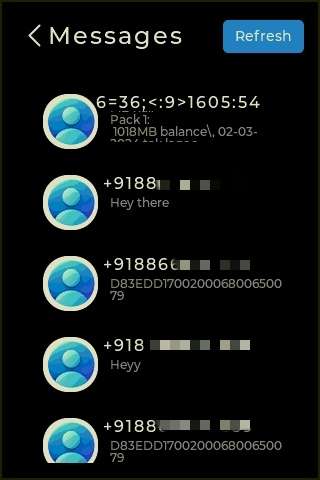 Messages
Refresh
6=36;<:9>1605:54
Pack 1:
1018MB balance\, 02-03-
+9188
Hey there
+91886
D83EDD1700200068006500
79
+918
Heyy
+9188
D83EDD1700200068006500
79